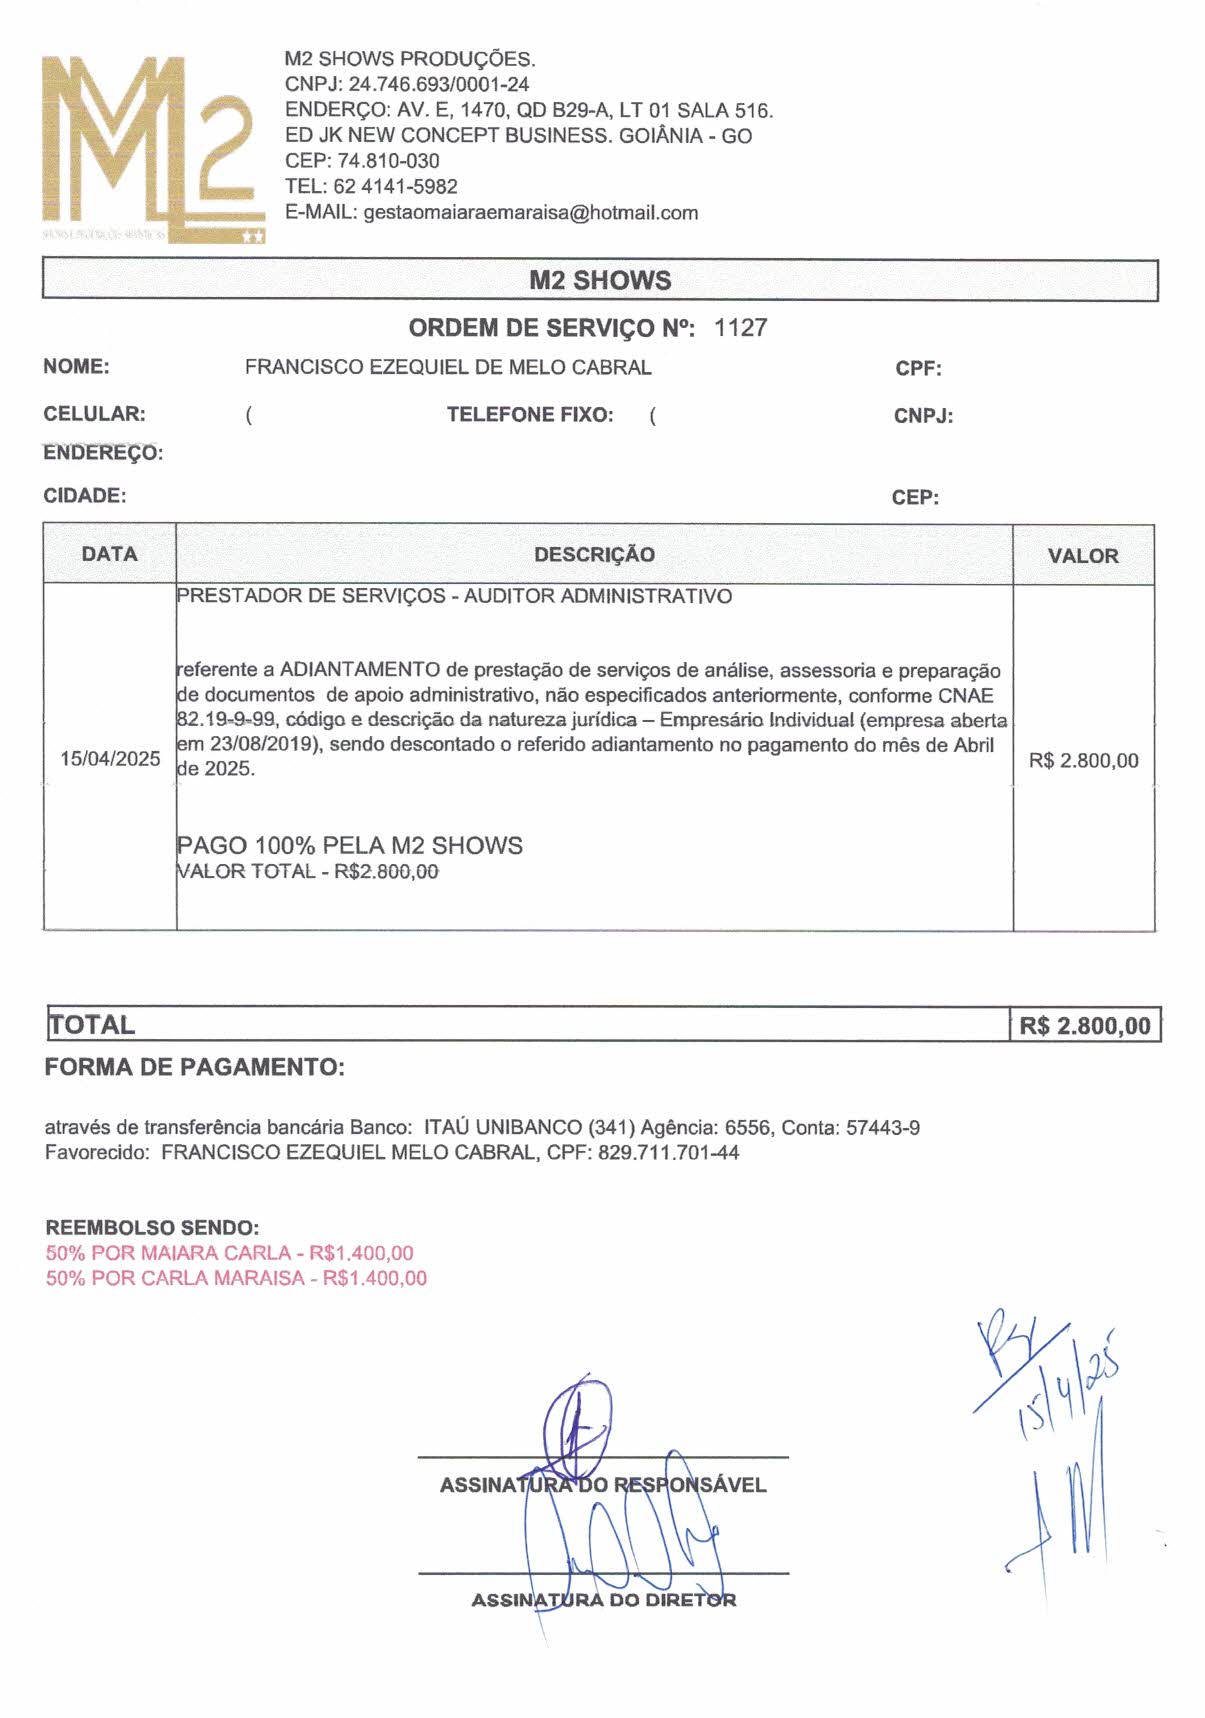 M2 SHOWS PRODUÇÕES.
CNPJ: 24.746.693/0001-24
ENDERÇO: AV. E, 1470, QD B29-A, LT 01 SALA 516.
ED JK NEW CONCEPT BUSINESS. GOIÂNIA - GO
CEP: 74.810-030
TEL: 62 4141-5982
E-MAIL: gestaomaiaraemaraisa@hotmail.com
M2
M2 SHOWS
ORDEM DE SERVIÇO Nº: 1127
NOME: FRANCISCO EZEQUIEL DE MELO CABRAL CPF:
CELULAR: ( TELEFONE FIXO: ( CNPJ:
ENDEREÇO:
CIDADE: CEP:
DATA DESCRIÇÃO VALOR
PRESTADOR DE SERVIÇOS - AUDITOR ADMINISTRATIVO
referente a ADIANTAMENTO de prestação de serviços de análise, assessoria e preparação
de documentos de apoio administrativo, não especificados anteriormente, conforme CNAE
82.19-9-99, código e descrição da natureza jurídica – Empresário Individual (empresa aberta
em 23/08/2019), sendo descontado o referido adiantamento no pagamento do mês de Abril
de 2025.
15/04/2025 R$ 2.800,00
PAGO 100% PELA M2 SHOWS
VALOR TOTAL - R$2.800,00
TOTAL R$ 2.800,00
FORMA DE PAGAMENTO:
através de transferência bancária Banco: ITAÚ UNIBANCO (341) Agência: 6556, Conta: 57443-9
Favorecido: FRANCISCO EZEQUIEL MELO CABRAL, CPF: 829.711.701-44
REEMBOLSO SENDO:
50% POR MAIARA CARLA - R$1.400,00
50% POR CARLA MARAISA - R$1.400,00
15/4/25
ASSINATURA DO RESPONSÁVEL
ASSINATURA DO DIRETOR